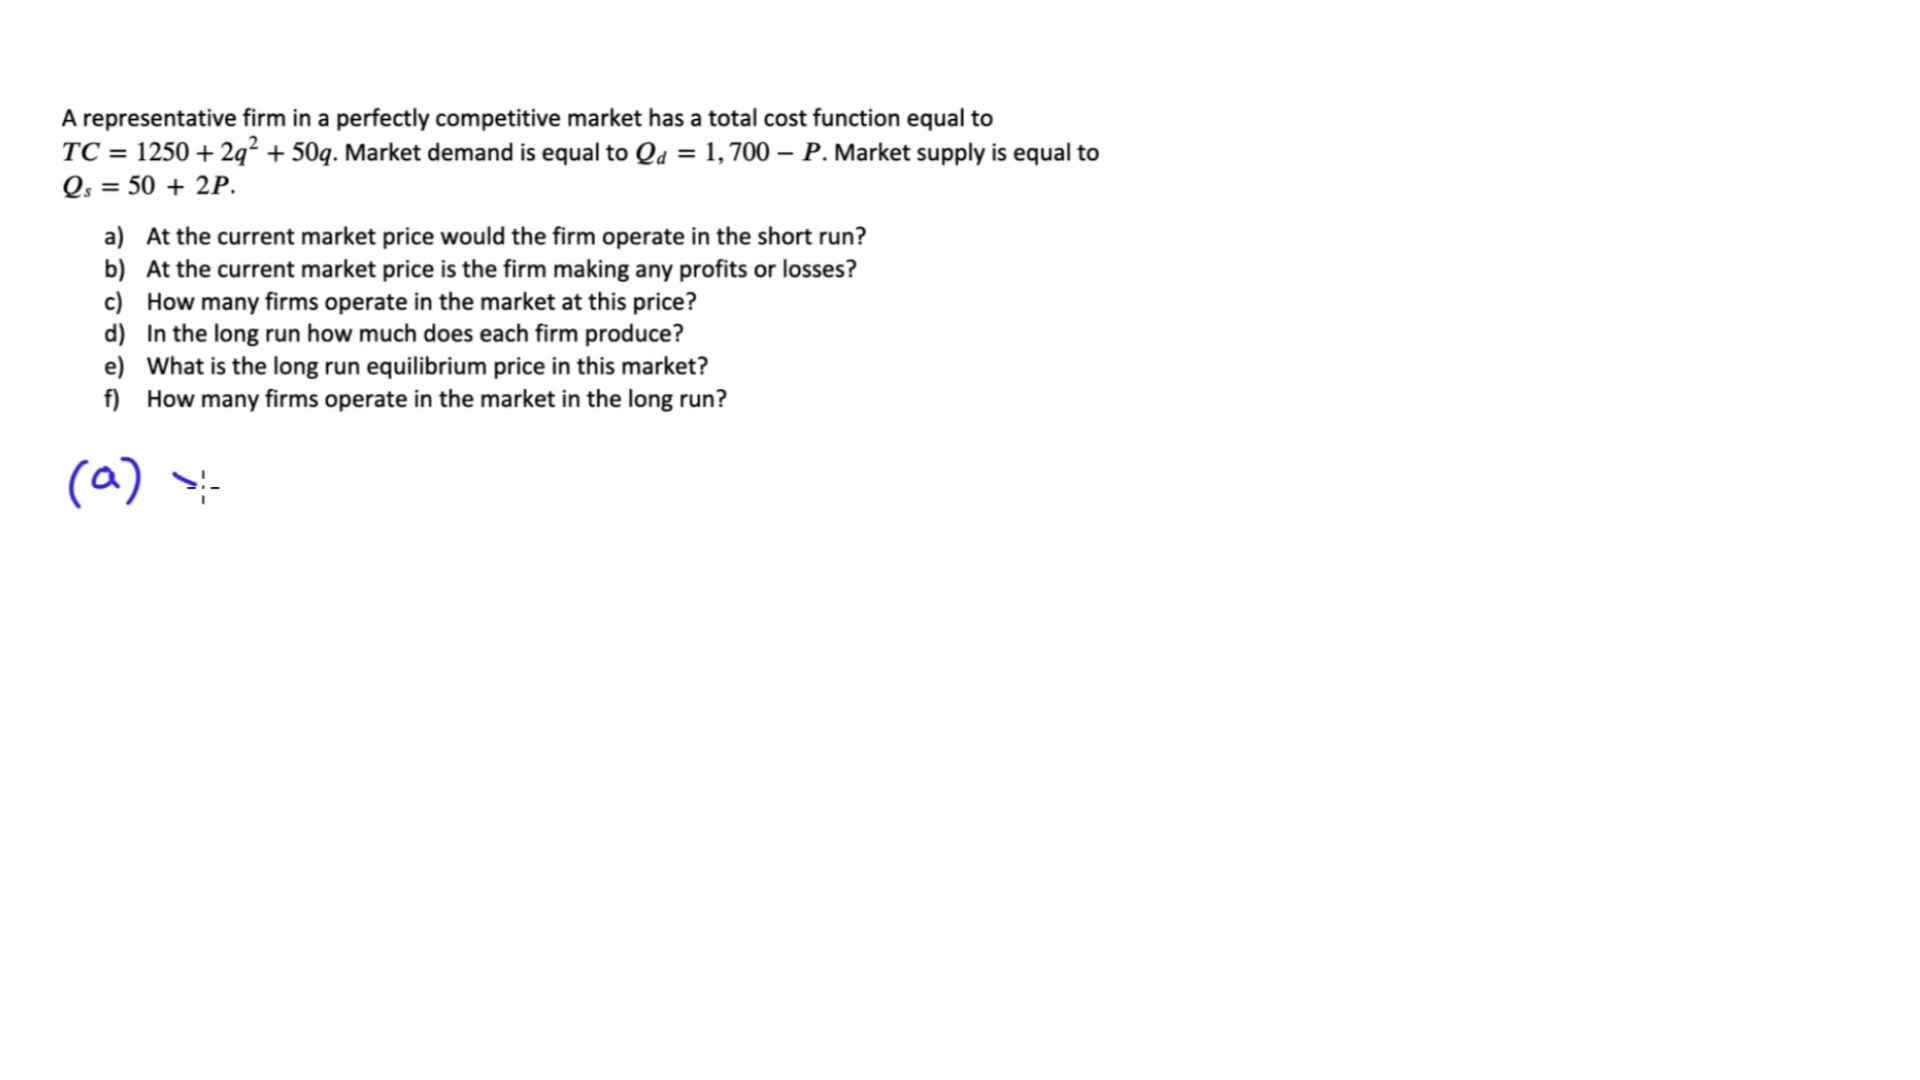 A representative firm in a perfectly competitive market has a total cost function equal to
TC = 1250 + 2q² + 50q. Market demand is equal to Q_d = 1,700 – P. Market supply is equal to
Q_s = 50 + 2P.
a) At the current market price would the firm operate in the short run?
b) At the current market price is the firm making any profits or losses?
c) How many firms operate in the market at this price?
d) In the long run how much does each firm produce?
e) What is the long run equilibrium price in this market?
f) How many firms operate in the market in the long run?
(a)